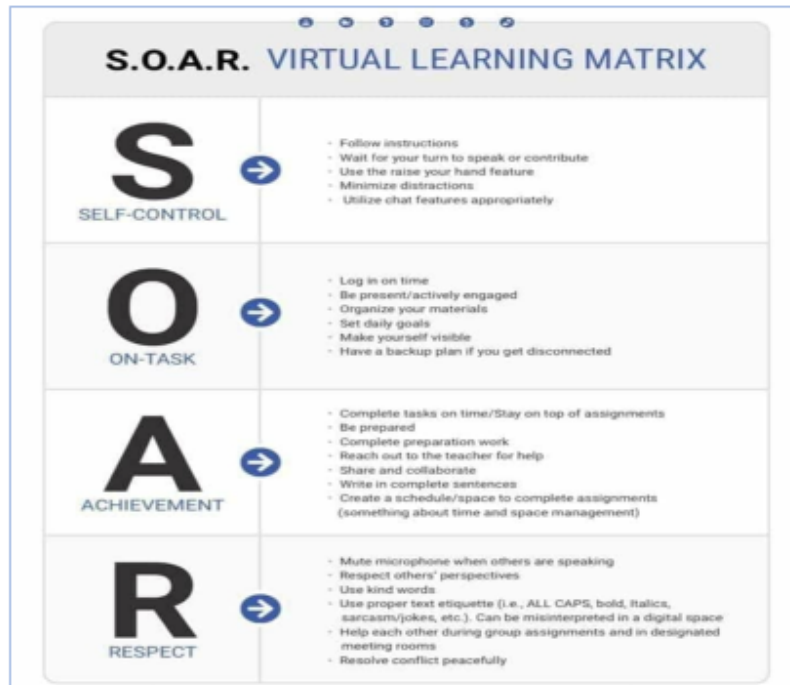 S.O.A.R. VIRTUAL LEARNING MATRIX
S
SELF-CONTROL
· Follow instructions
· Wait for your turn to speak or contribute
· Use the raise your hand feature
· Minimize distractions
· Utilize chat features appropriately
O
ON-TASK
· Log in on time
· Be present/actively engaged
· Organize your materials
· Set daily goals
· Make yourself visible
· Have a backup plan if you get disconnected
A
ACHIEVEMENT
· Complete tasks on time/Stay on top of assignments
· Be prepared
· Complete preparation work
· Reach out to the teacher for help
· Share and collaborate
· Write in complete sentences
· Create a schedule/space to complete assignments
(something about time and space management)
R
RESPECT
· Mute microphone when others are speaking
· Respect others' perspectives
· Use kind words
· Use proper text etiquette (i.e., ALL CAPS, bold, Italics,
sarcasm/jokes, etc.). Can be misinterpreted in a digital space
· Help each other during group assignments and in designated
meeting rooms
· Resolve conflict peacefully